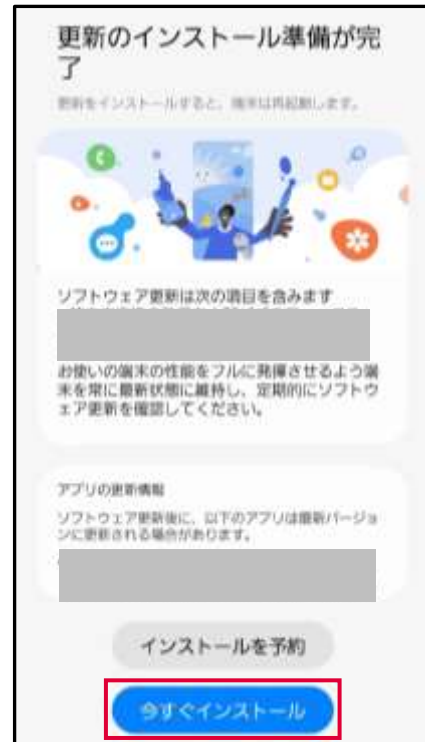 更新のインストール準備が完
了
更新をインストールすると、端末は再起動します。
ソフトウェア更新は次の項目を含みます
お使いの端末の性能をフルに発揮させるよう端
末を常に最新状態に維持し、定期的にソフトウ
ェア更新を確認してください。
アプリの更新情報
ソフトウェア更新後に、以下のアプリは最新バージョ
ンに更新される場合があります。
インストールを予約
今すぐインストール